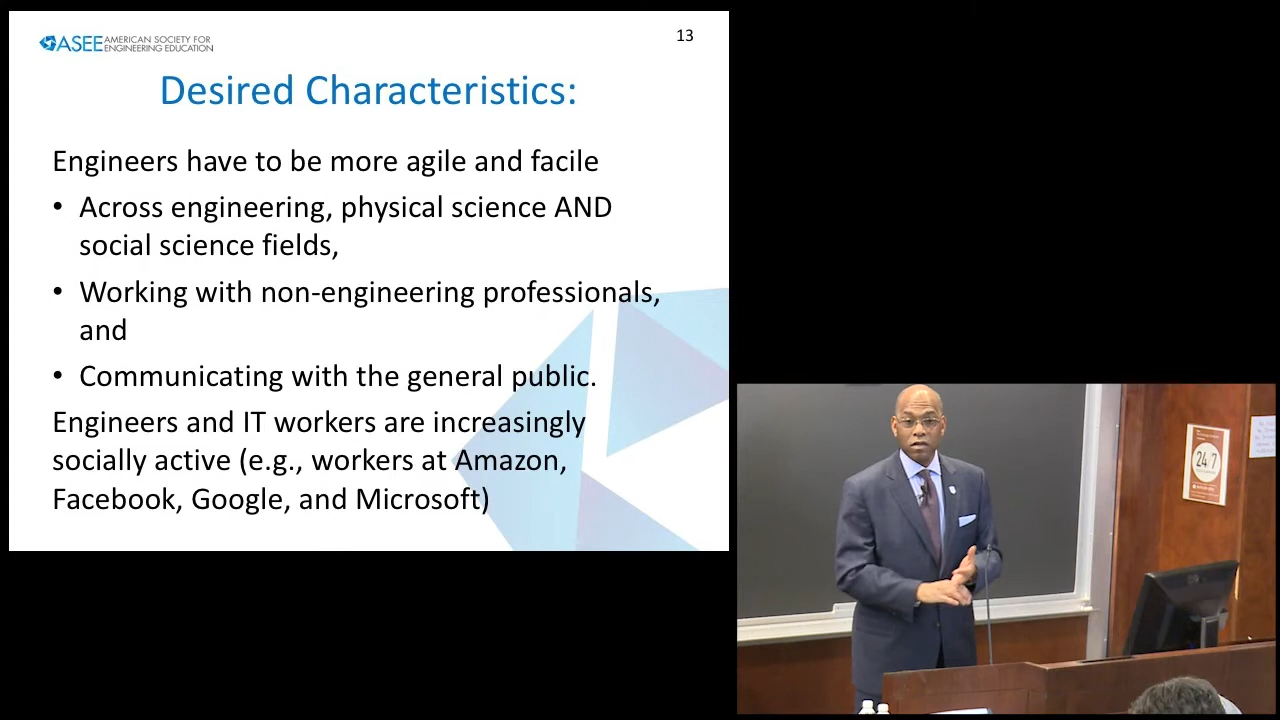 ASEE AMERICAN SOCIETY FOR
ENGINEERING EDUCATION
13
Desired Characteristics:
Engineers have to be more agile and facile
• Across engineering, physical science AND
social science fields,
• Working with non-engineering professionals,
and
• Communicating with the general public.
Engineers and IT workers are increasingly
socially active (e.g., workers at Amazon,
Facebook, Google, and Microsoft)
24/7